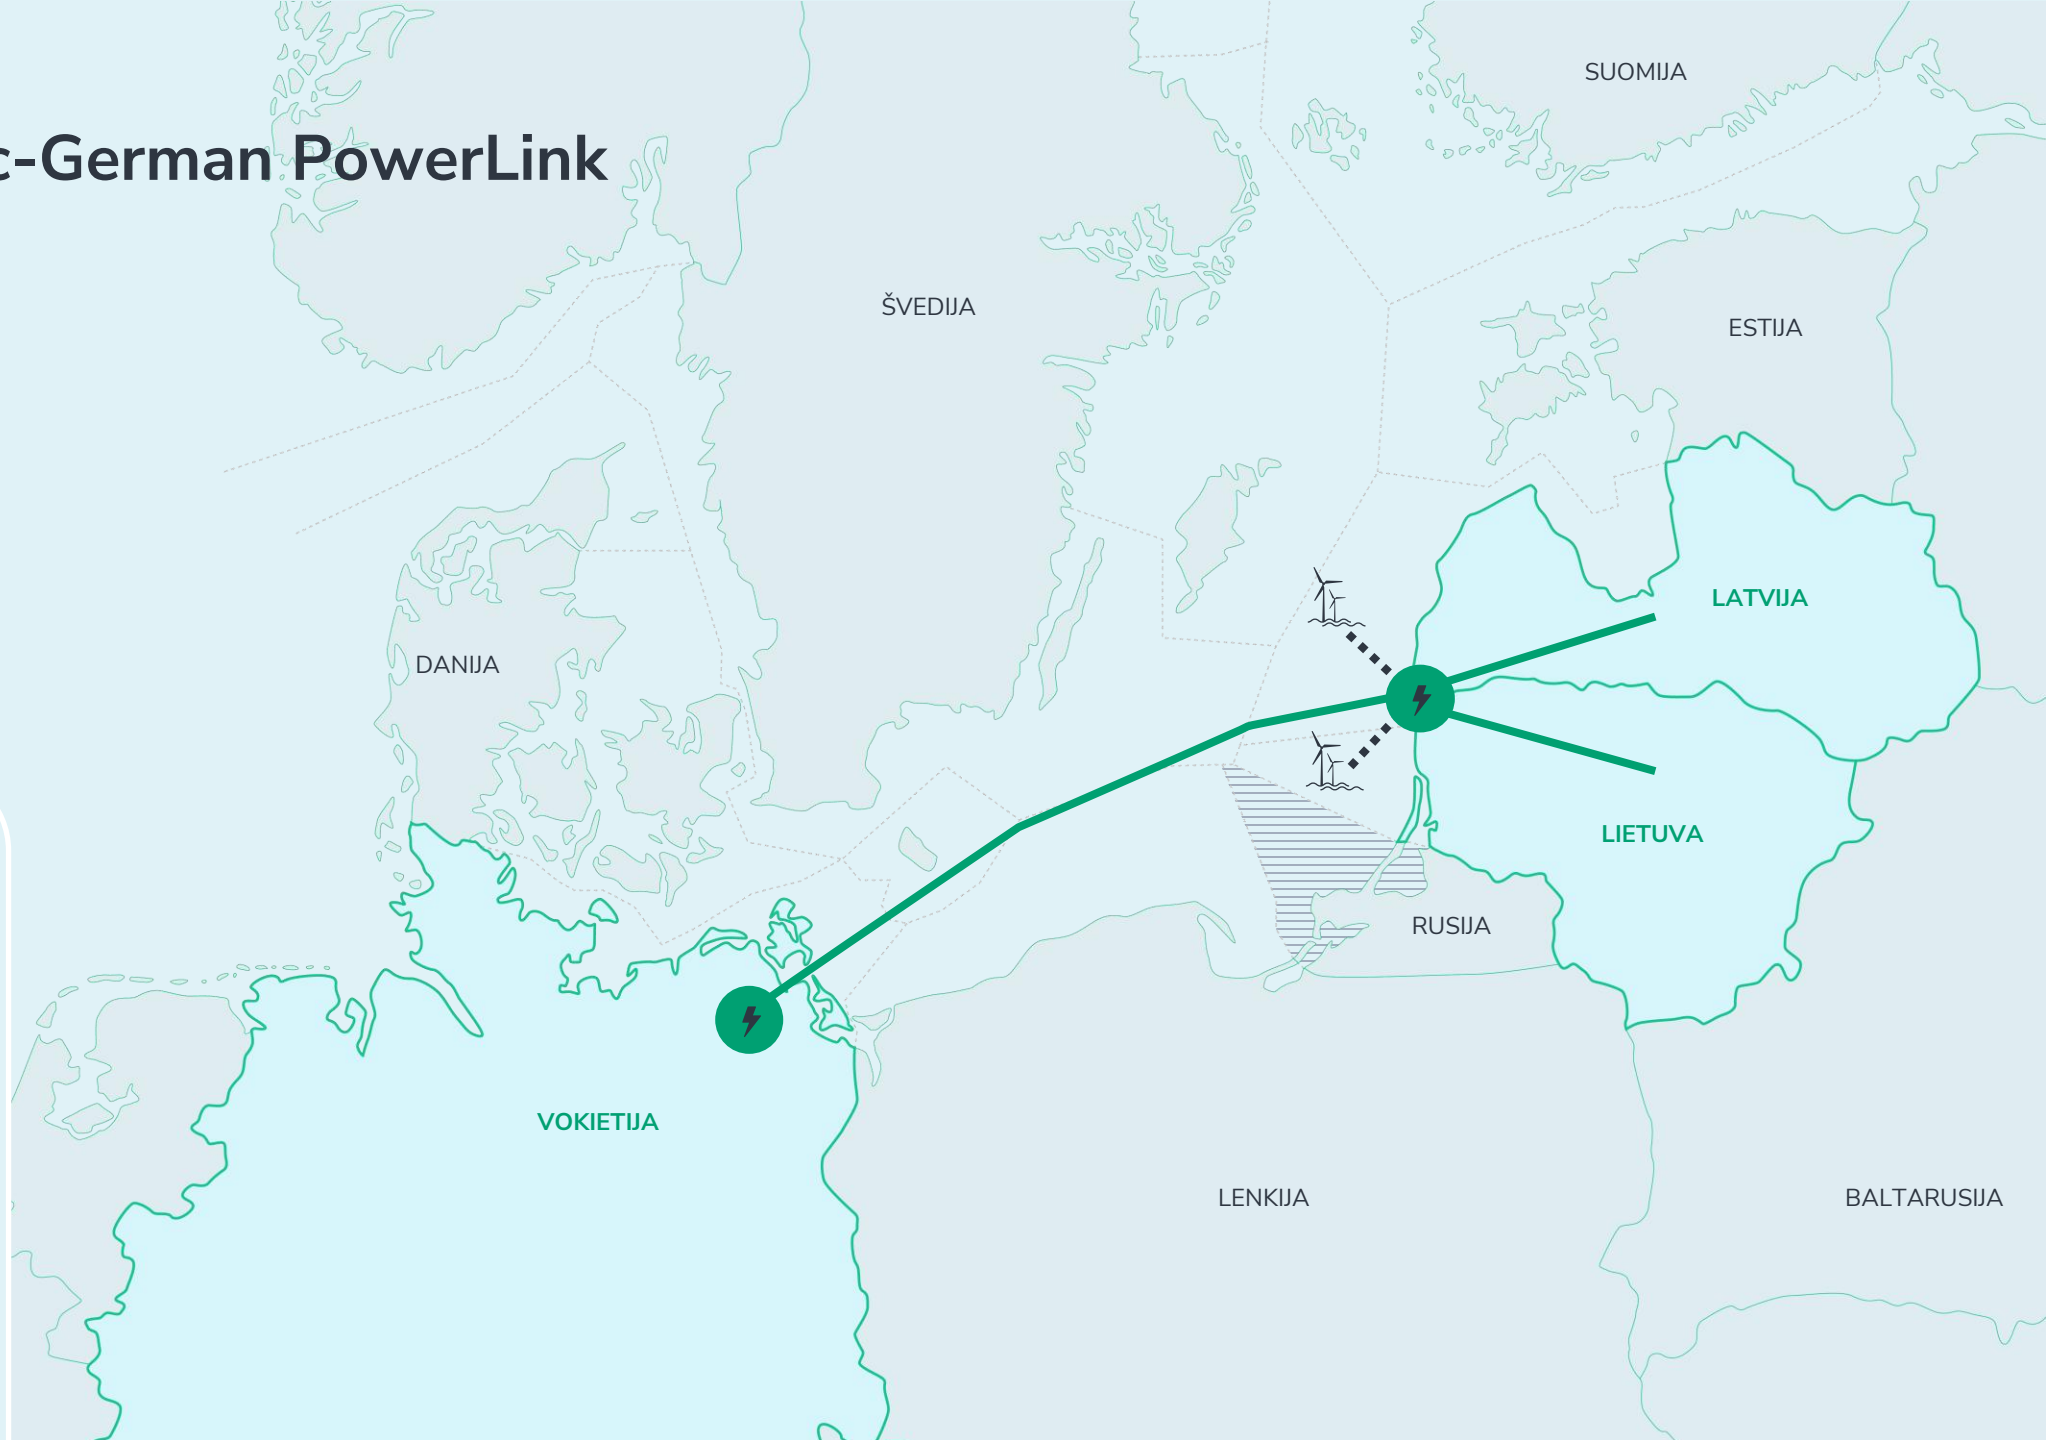 SUOMIJA
c-German PowerLink
ŠVEDIJA
ESTIJA
LATVIJA
DANIJA
LIETUVA
RUSIJA
VOKIETIJA
LENKIJA
BALTARUSIJA